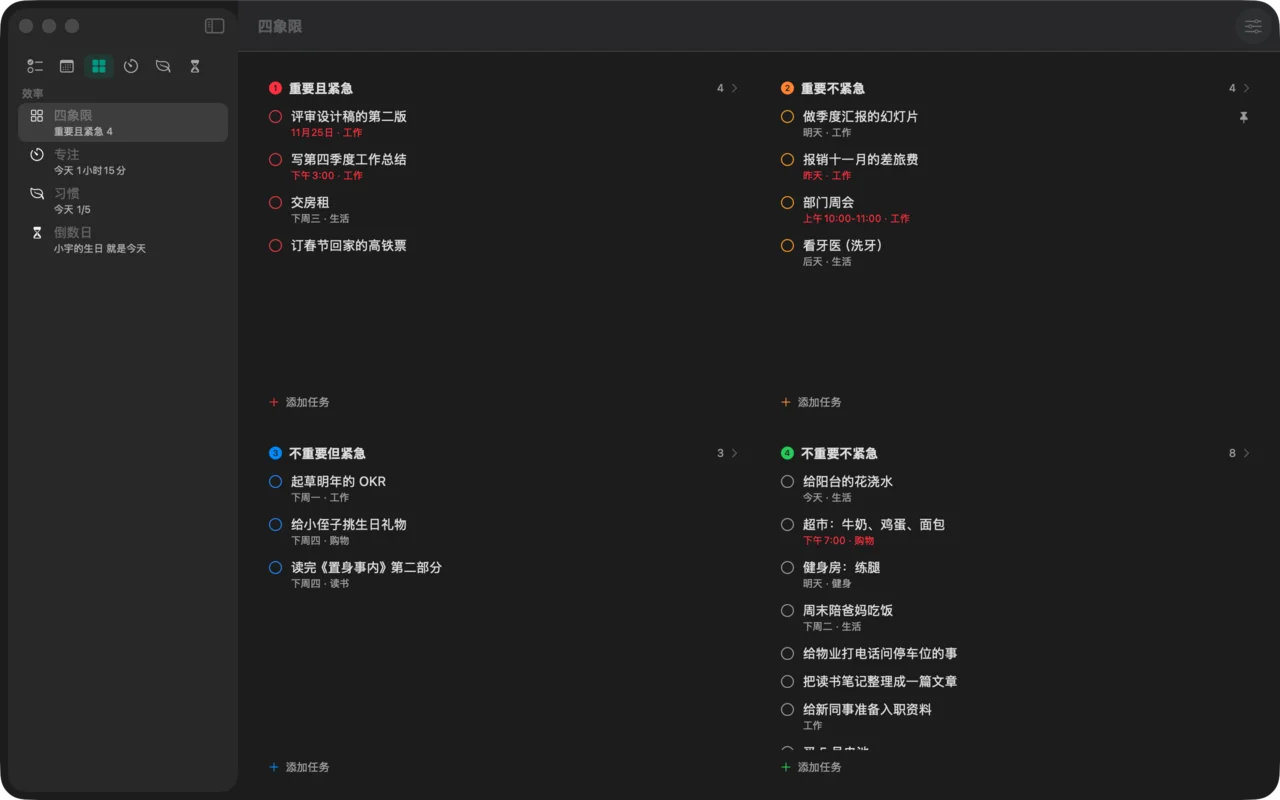 四象限
效率
四象限
重要且紧急 4
专注
今天 1小时15分
习惯
今天 1/5
倒数日
小宇的生日 就是今天
1 重要且紧急 4
评审设计稿的第二版
11月25日 · 工作
写第四季度工作总结
下午3:00 · 工作
交房租
下周三 · 生活
订春节回家的高铁票
添加任务
2 重要不紧急 4
做季度汇报的幻灯片
明天 · 工作
报销十一月的差旅费
昨天 · 工作
部门周会
上午10:00-11:00 · 工作
看牙医（洗牙）
后天 · 生活
添加任务
3 不重要但紧急 3
起草明年的 OKR
下周一 · 工作
给小侄子挑生日礼物
下周四 · 购物
读完《置身事内》第二部分
下周四 · 读书
添加任务
4 不重要不紧急 8
给阳台的花浇水
今天 · 生活
超市：牛奶、鸡蛋、面包
下午7:00 · 购物
健身房：练腿
明天 · 健身
周末陪爸妈吃饭
下周二 · 生活
给物业打电话问停车位的事
把读书笔记整理成一篇文章
给新同事准备入职资料
工作
添加任务